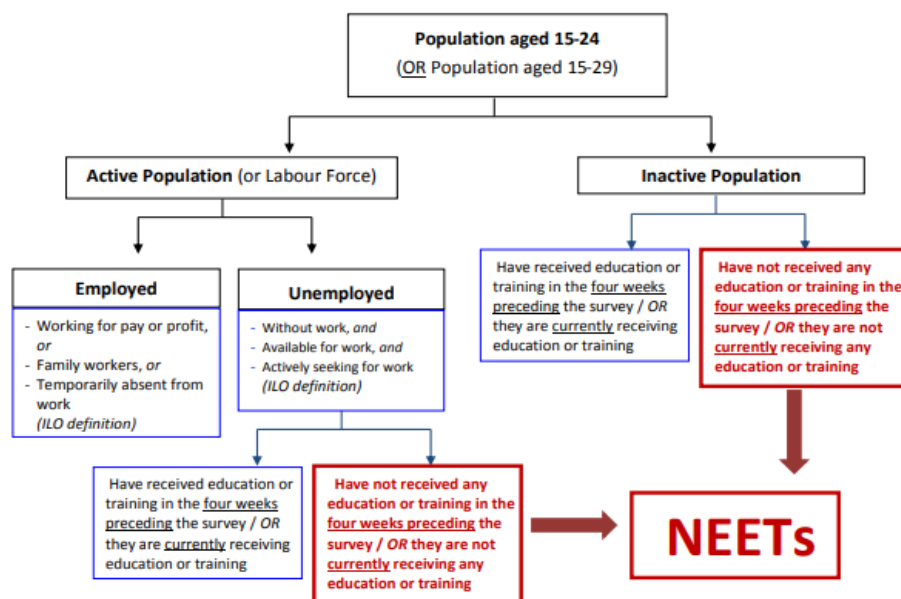 Population aged 15-24
(OR Population aged 15-29)
Active Population (or Labour Force)
Inactive Population
Employed
- Working for pay or profit,
or
- Family workers, or
- Temporarily absent from
work
(ILO definition)
Unemployed
- Without work, and
- Available for work, and
- Actively seeking for work
(ILO definition)
Have received education or
training in the four weeks
preceding the survey / OR
they are currently receiving
education or training
Have not received any
education or training in the
four weeks preceding the
survey / OR they are not
currently receiving any
education or training
Have received education or
training in the four weeks
preceding the survey / OR
they are currently receiving
education or training
Have not received any
education or training in the
four weeks preceding the
survey / OR they are not
currently receiving any
education or training
NEETs